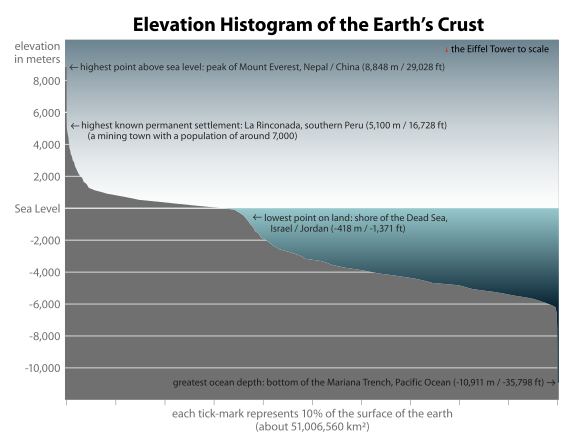 Elevation Histogram of the Earth's Crust
elevation
in meters
▲ the Eiffel Tower to scale
8,000
←highest point above sea level: peak of Mount Everest, Nepal / China (8,848 m / 29,028 ft)
6,000
←highest known permanent settlement: La Rinconada, southern Peru (5,100 m / 16,728 ft)
(a mining town with a population of around 7,000)
4,000
2,000
Sea Level
← lowest point on land: shore of the Dead Sea,
Israel / Jordan (-418 m / -1,371 ft)
-2,000
-4,000
-6,000
-8,000
-10,000
greatest ocean depth: bottom of the Mariana Trench, Pacific Ocean (-10,911 m / -35,798 ft) →
each tick-mark represents 10% of the surface of the earth
(about 51,006,560 km²)